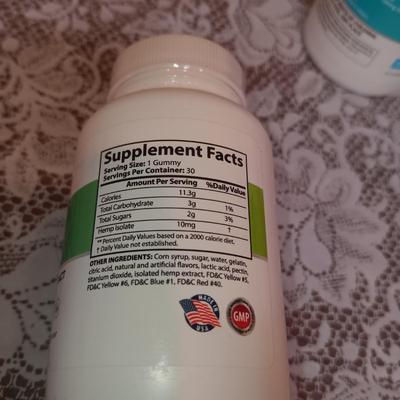 Supplement Facts
Serving Size: 1 Gummy
Servings Per Container: 30
Amount Per Serving %Daily Value
Calories 11.3g
Total Carbohydrate 3g 1%
Total Sugars 2g 3%
Hemp isolate 10mg †
** Percent Daily Values based on a 2000 calorie diet.
† Daily Value not established.
OTHER INGREDIENTS: Corn syrup, sugar, water, gelatin,
citric acid, natural and artificial flavors, lactic acid, pectin,
titanium dioxide, isolated hemp extract, FD&C Yellow #5,
FD&C Yellow #6, FD&C Blue #1, FD&C Red #40.
MADE IN
U.S.A.
GMP